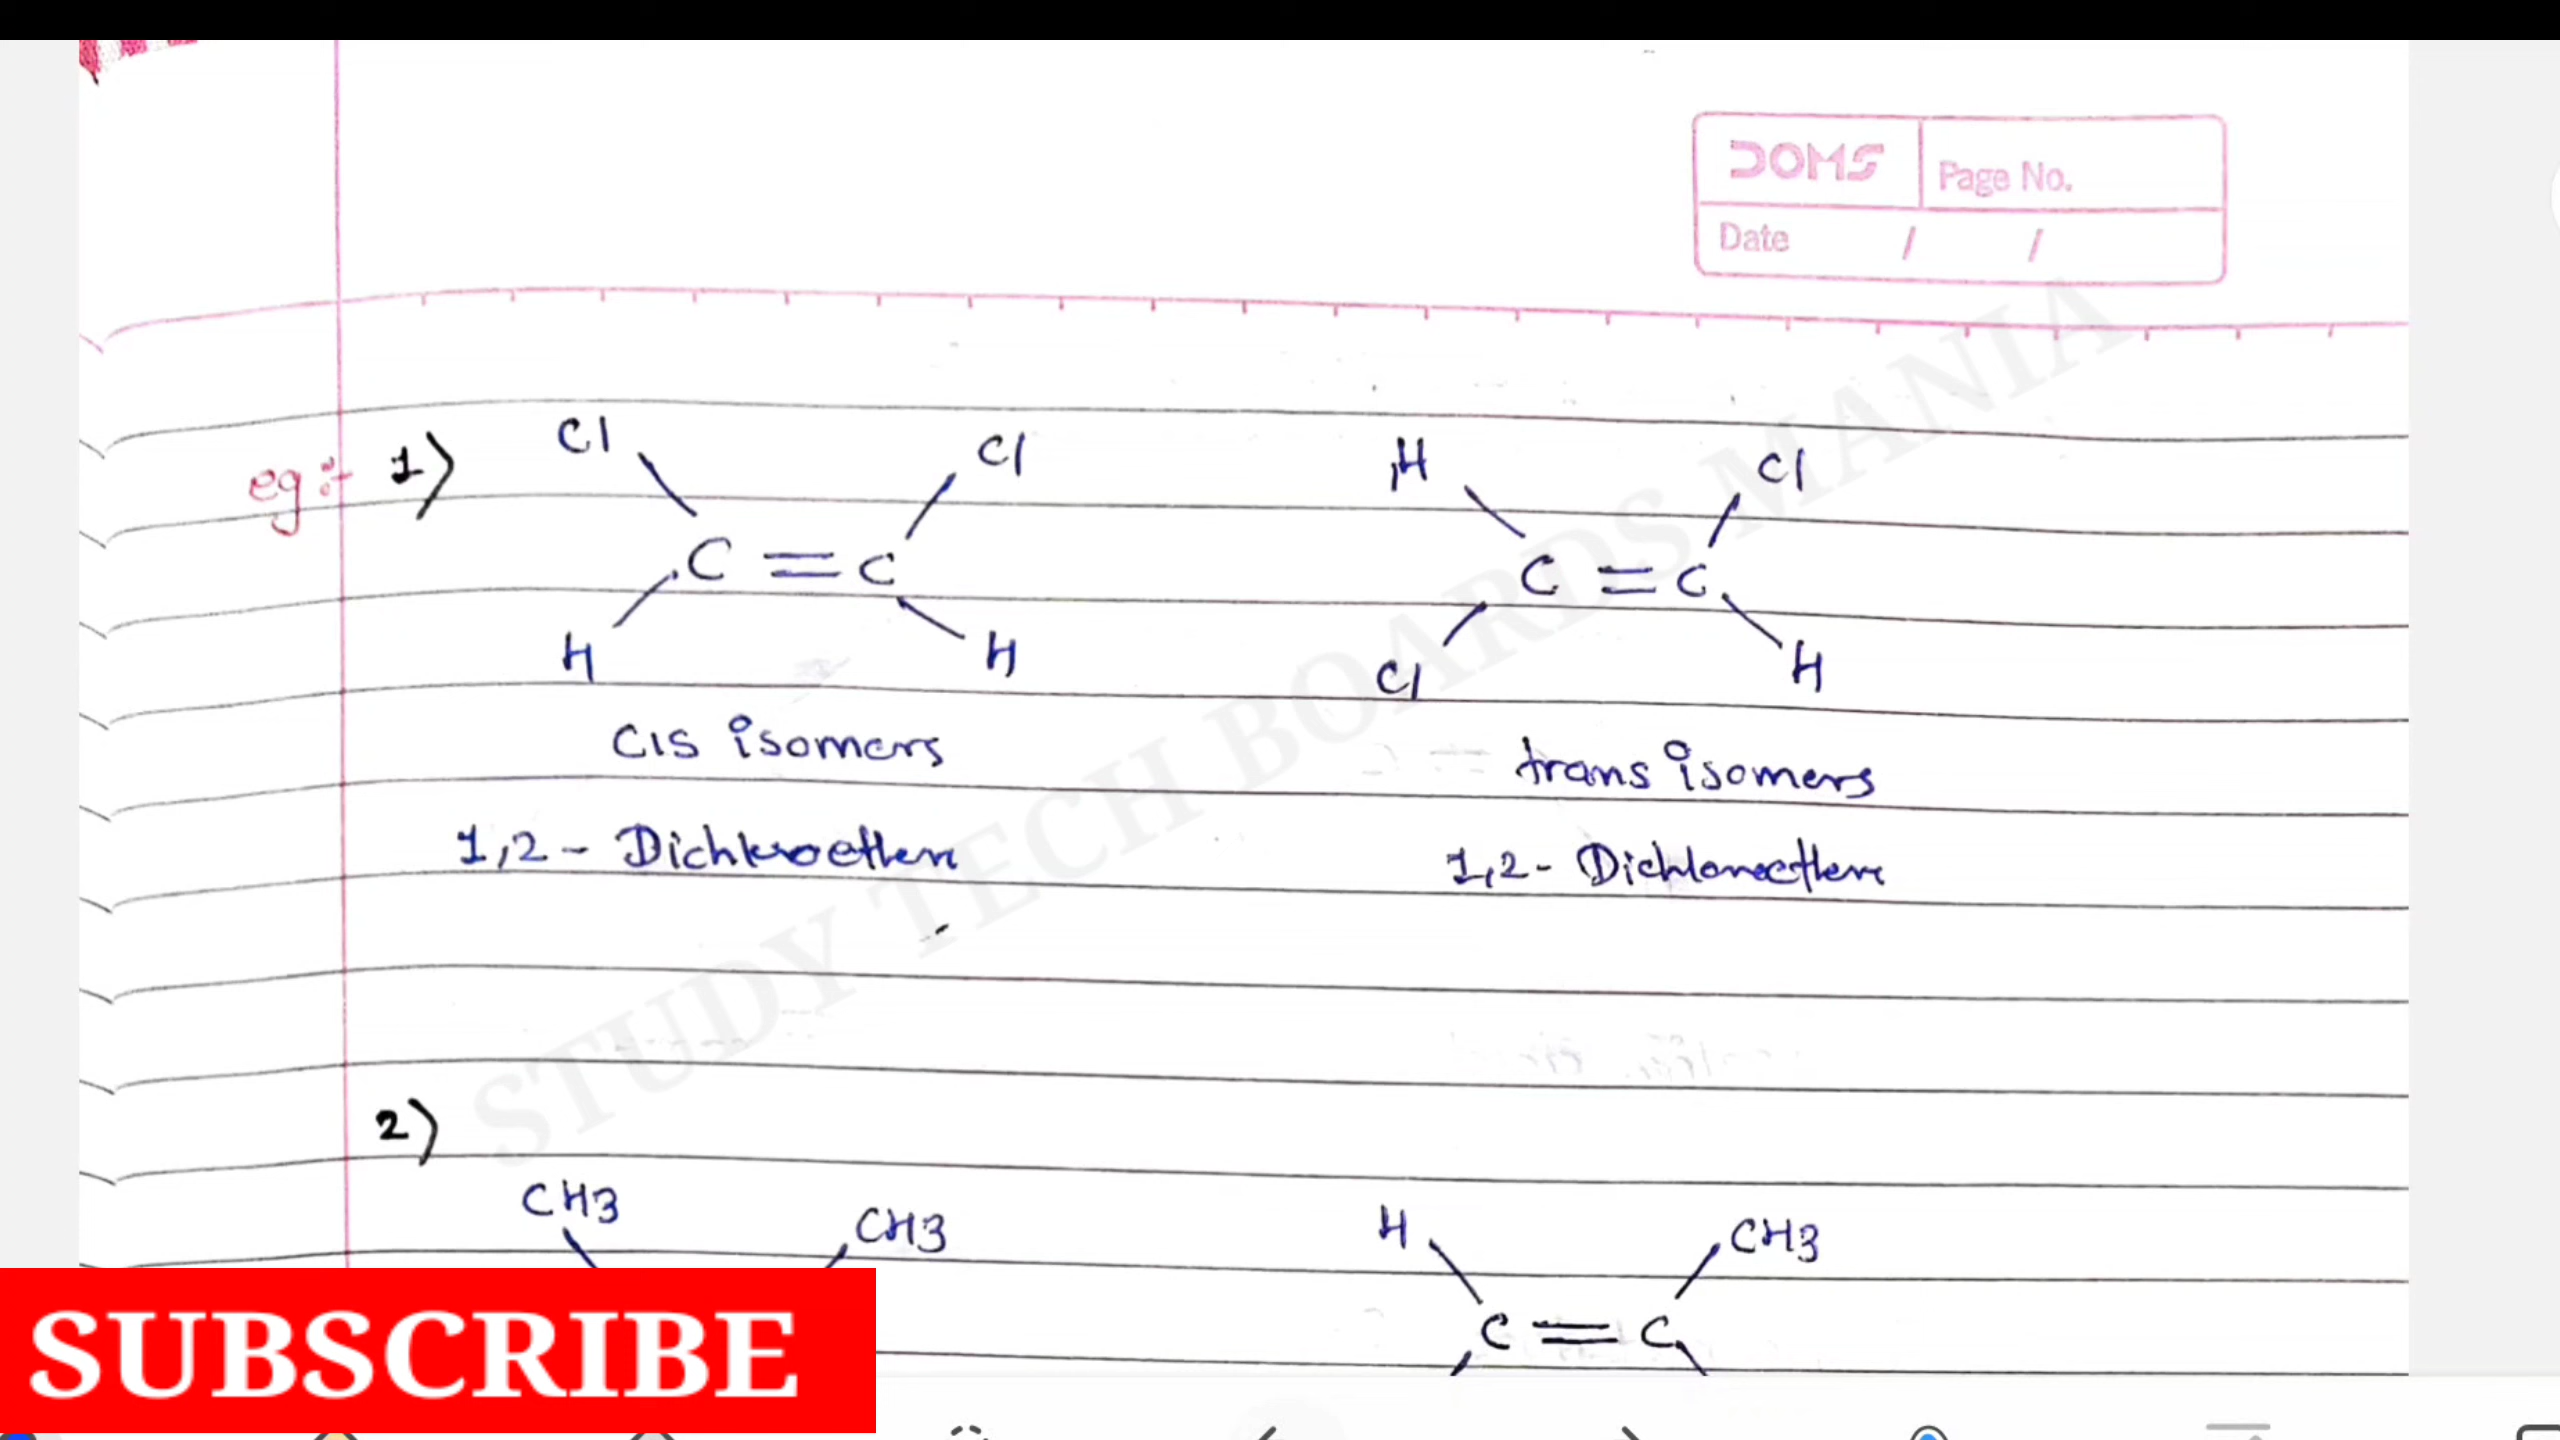 DOMS Page No.
Date / /
Cl Cl H Cl
eg:- 1)
C = C C = C
H H Cl H
cis isomers trans isomers
1,2 - Dichloroethene 1,2 - Dichloroethene
2)
CH3 CH3 H CH3
C = C
SUBSCRIBE
STUDY TECH BOARDS MANIA